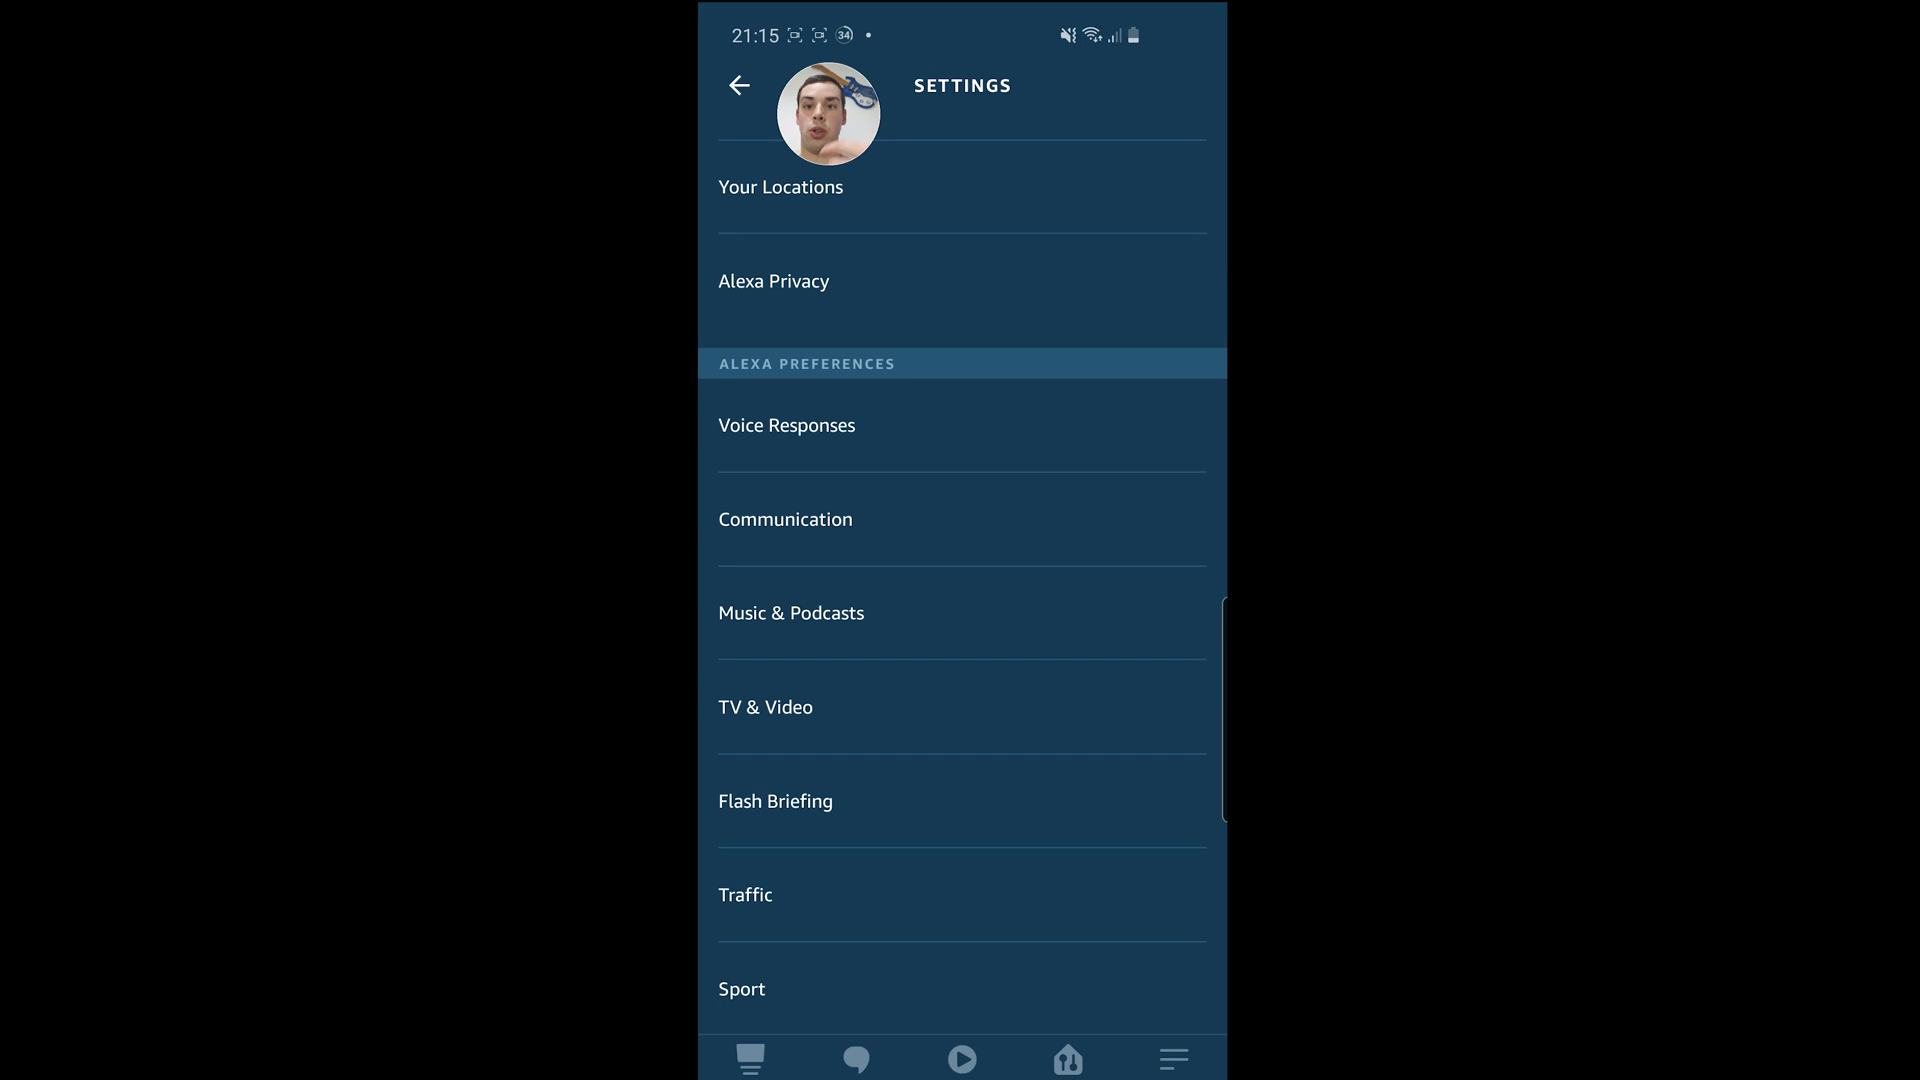 21:15 34
SETTINGS
Your Locations
Alexa Privacy
ALEXA PREFERENCES
Voice Responses
Communication
Music & Podcasts
TV & Video
Flash Briefing
Traffic
Sport